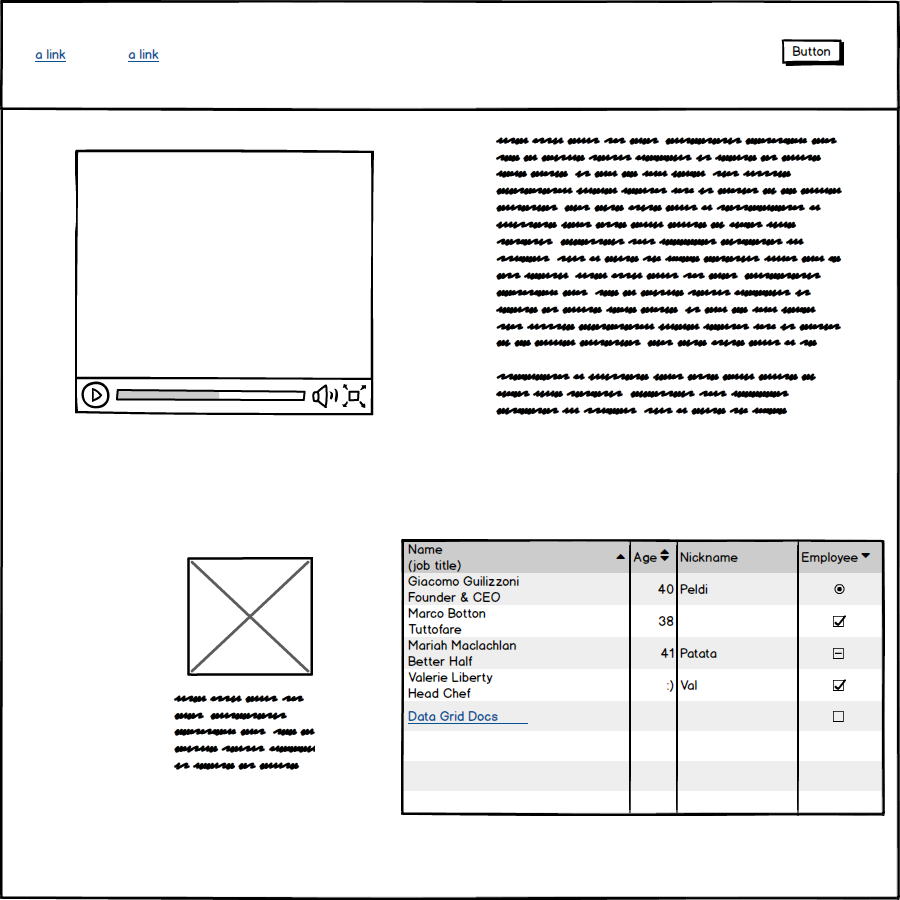 a link
a link
Button
Name
(job title)
Age
Nickname
Employee
Giacomo Guilizzoni
Founder & CEO
40
Peldi
Marco Botton
Tuttofare
38
Mariah Maclachlan
Better Half
41
Patata
Valerie Liberty
Head Chef
:)
Val
Data Grid Docs